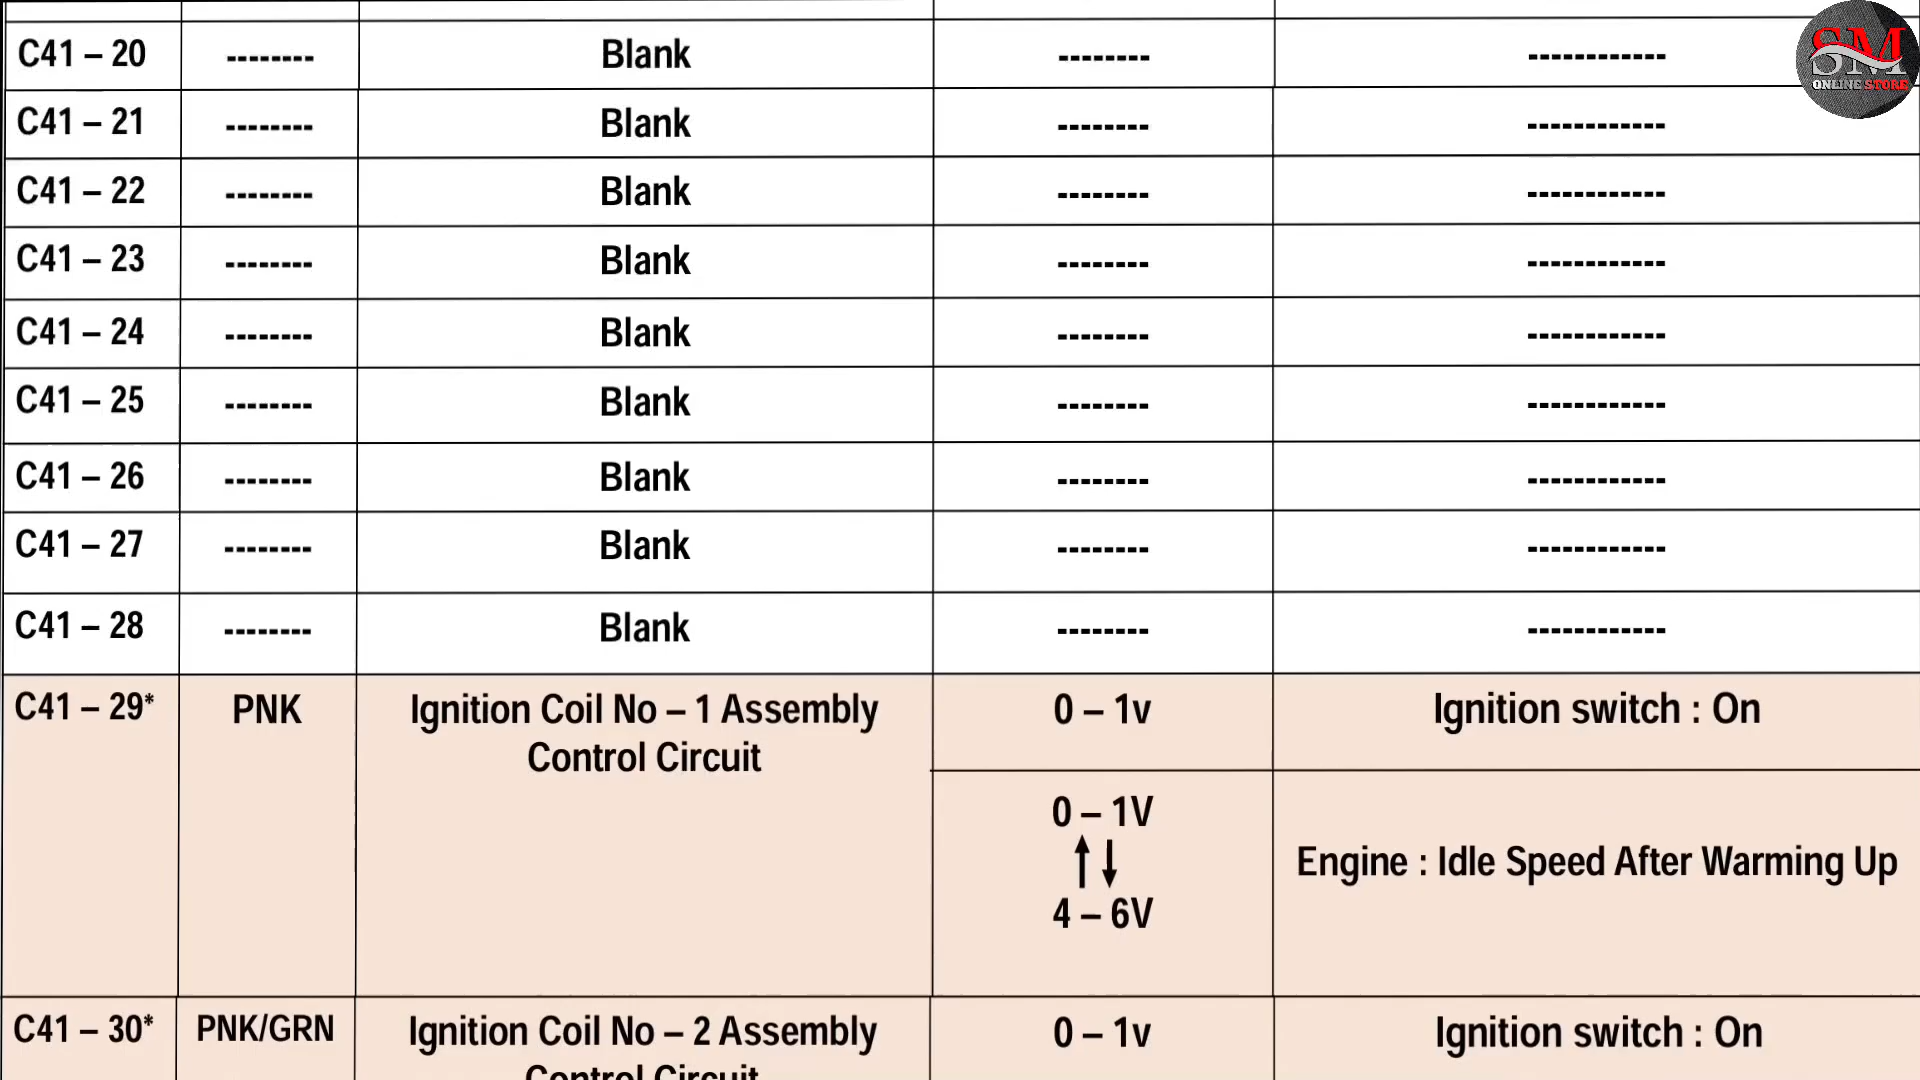 C41 – 20 -------- Blank -------- ------------
SM
ONLINE STORE
C41 – 21 -------- Blank -------- ------------
C41 – 22 -------- Blank -------- ------------
C41 – 23 -------- Blank -------- ------------
C41 – 24 -------- Blank -------- ------------
C41 – 25 -------- Blank -------- ------------
C41 – 26 -------- Blank -------- ------------
C41 – 27 -------- Blank -------- ------------
C41 – 28 -------- Blank -------- ------------
C41 – 29* PNK Ignition Coil No – 1 Assembly 0 – 1v Ignition switch : On
Control Circuit
0 – 1V
Engine : Idle Speed After Warming Up
4 – 6V
C41 – 30* PNK/GRN Ignition Coil No – 2 Assembly 0 – 1v Ignition switch : On
Control Circuit